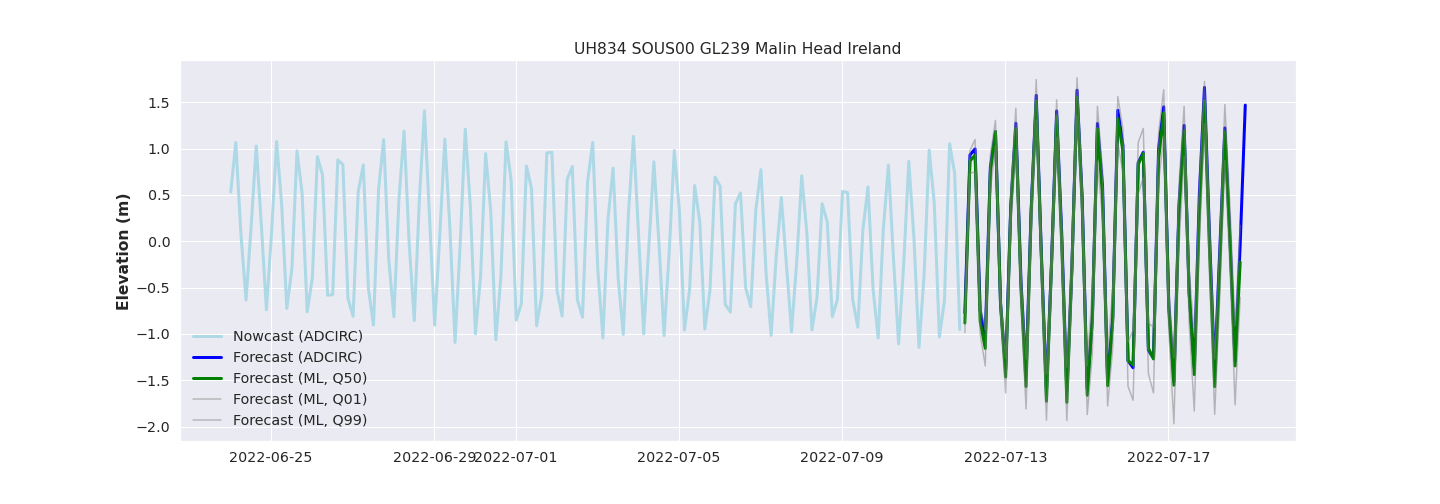 UH834 SOUS00 GL239 Malin Head Ireland
Elevation (m)
1.5
1.0
0.5
0.0
−0.5
−1.0
−1.5
−2.0
Nowcast (ADCIRC)
Forecast (ADCIRC)
Forecast (ML, Q50)
Forecast (ML, Q01)
Forecast (ML, Q99)
2022-06-25 2022-06-29 2022-07-01 2022-07-05 2022-07-09 2022-07-13 2022-07-17